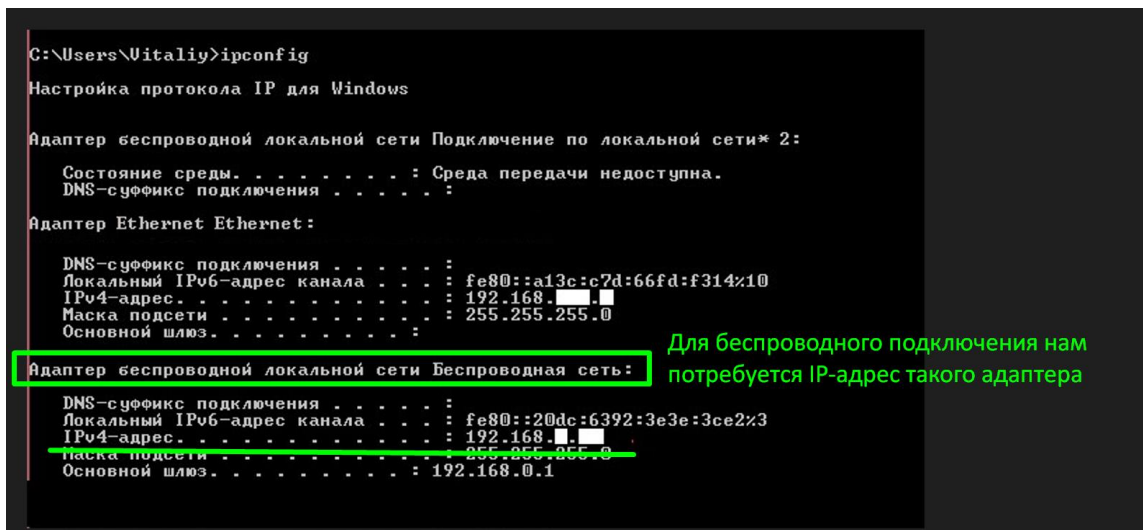 C:\Users\Vitaliy>ipconfig
Настройка протокола IP для Windows
Адаптер беспроводной локальной сети Подключение по локальной сети* 2:
Состояние среды. . . . . . . . : Среда передачи недоступна.
DNS-суффикс подключения . . . . . :
Адаптер Ethernet Ethernet:
DNS-суффикс подключения . . . . . :
Локальный IPv6-адрес канала . . . : fe80::a13c:c7d:66fd:f314%10
IPv4-адрес. . . . . . . . . . . . : 192.168. .
Маска подсети . . . . . . . . . . : 255.255.255.0
Основной шлюз. . . . . . . . . :
Для беспроводного подключения нам
Адаптер беспроводной локальной сети Беспроводная сеть:
потребуется IP-адрес такого адаптера
DNS-суффикс подключения . . . . . :
Локальный IPv6-адрес канала . . . : fe80::20dc:6392:3e3e:3ce2%3
IPv4-адрес. . . . . . . . . . . . : 192.168. .
Маска подсети . . . . . . . . . . : 255.255.255.0
Основной шлюз. . . . . . . . . : 192.168.0.1